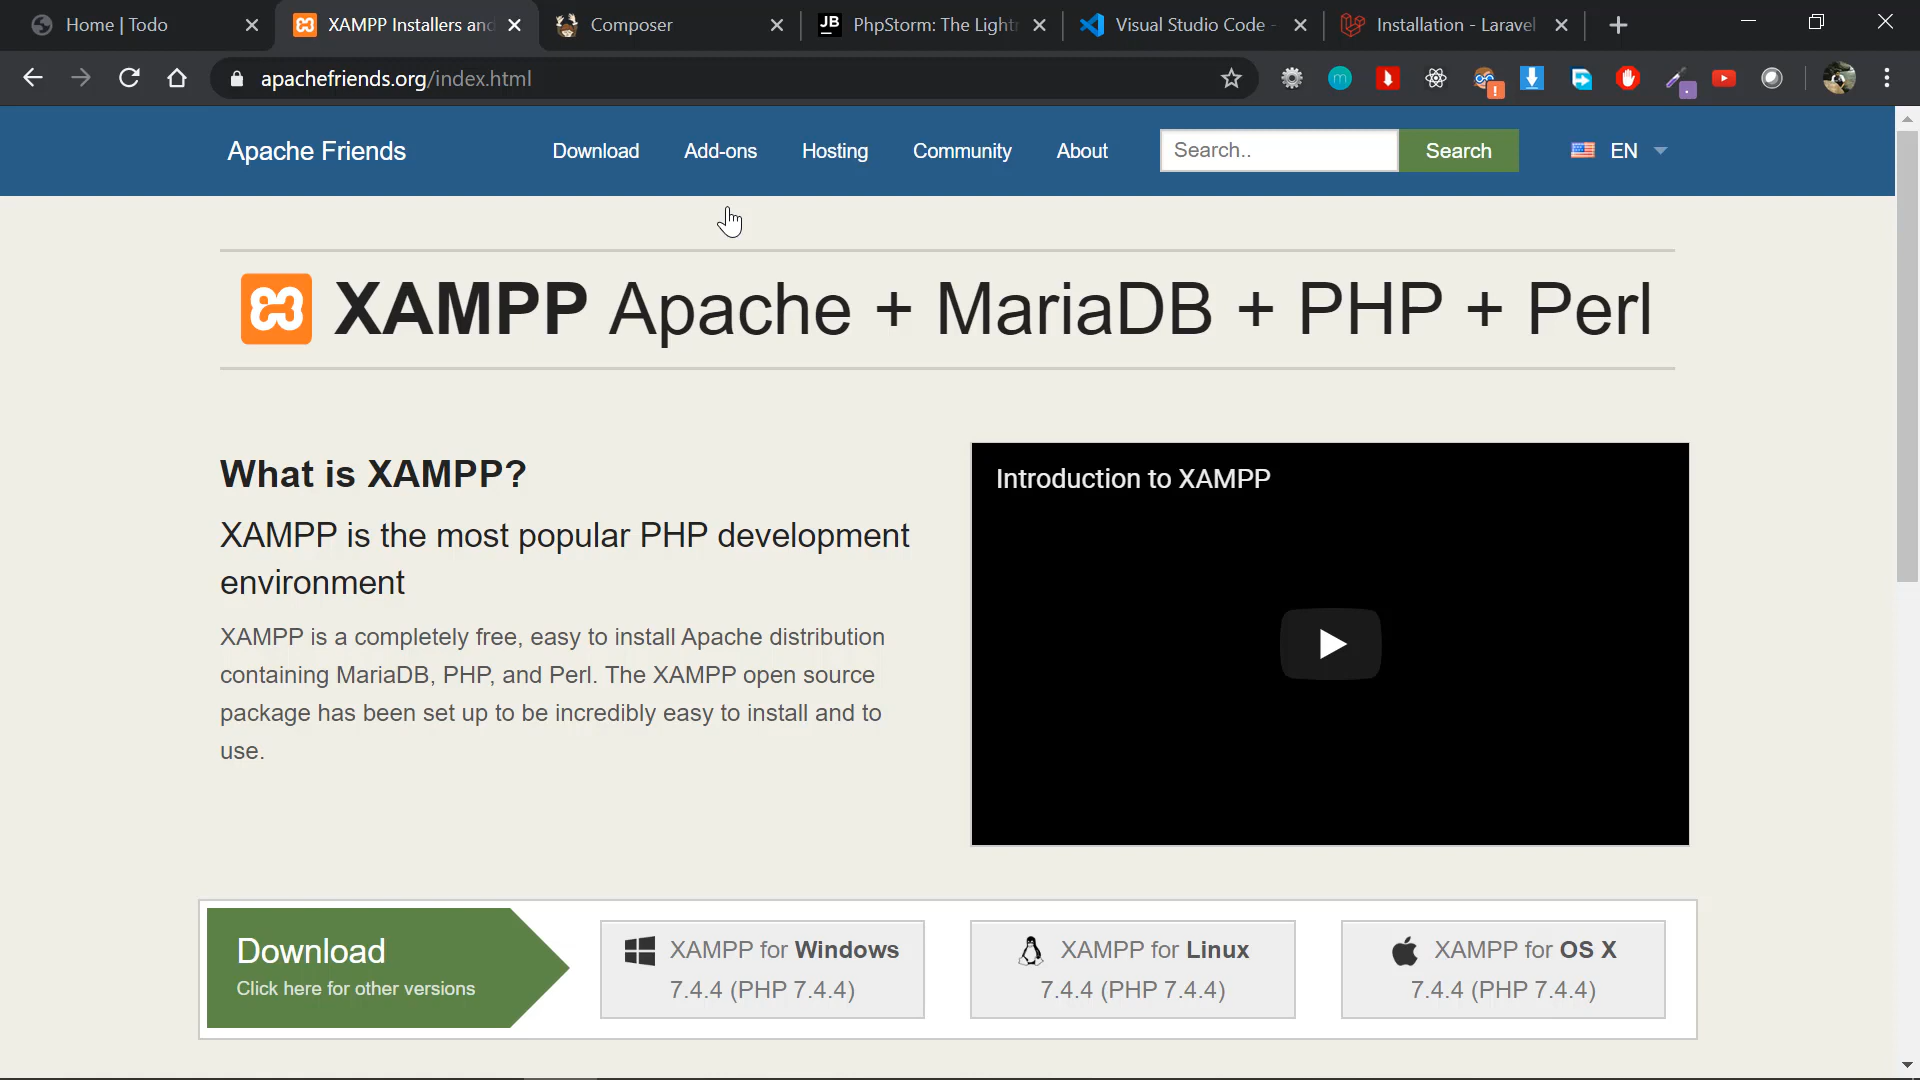 Home | Todo
XAMPP Installers and
Composer
PhpStorm: The Light
Visual Studio Code -
Installation - Laravel
apachefriends.org/index.html
Apache Friends
Download
Add-ons
Hosting
Community
About
Search..
Search
EN
XAMPP Apache + MariaDB + PHP + Perl
What is XAMPP?
XAMPP is the most popular PHP development
environment
XAMPP is a completely free, easy to install Apache distribution
containing MariaDB, PHP, and Perl. The XAMPP open source
package has been set up to be incredibly easy to install and to
use.
Introduction to XAMPP
Download
Click here for other versions
XAMPP for Windows
7.4.4 (PHP 7.4.4)
XAMPP for Linux
7.4.4 (PHP 7.4.4)
XAMPP for OS X
7.4.4 (PHP 7.4.4)